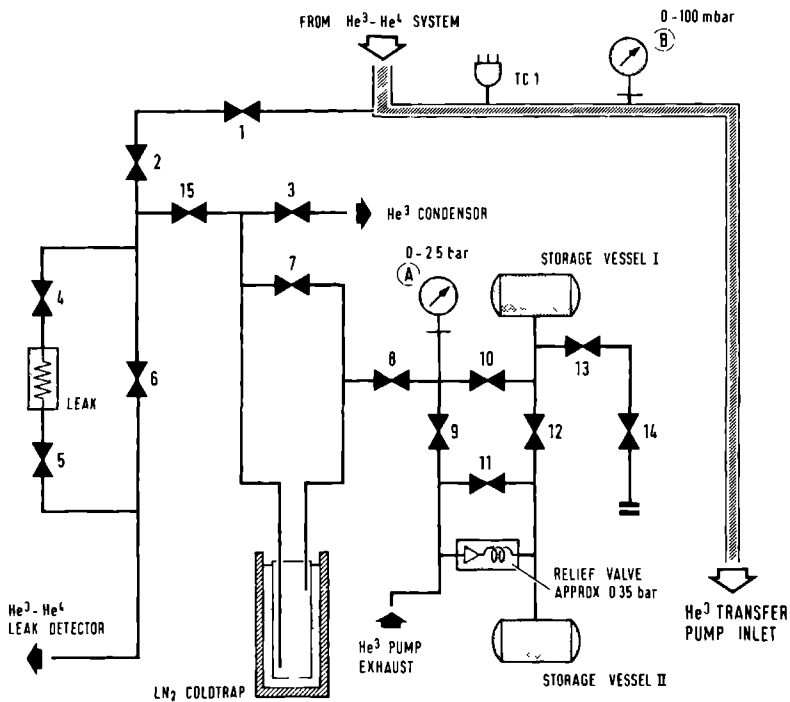 FROM He³-He⁴ SYSTEM
0-100 mbar
B
TC1
1
2
15
3
He³ CONDENSOR
7
0-25 bar
A
STORAGE VESSEL I
4
6
LEAK
5
8
10
13
9
12
14
11
RELIEF VALVE
APPROX 0.35 bar
He³-He⁴
LEAK DETECTOR
He³ PUMP
EXHAUST
He³ TRANSFER
PUMP INLET
LN₂ COLDTRAP
STORAGE VESSEL II